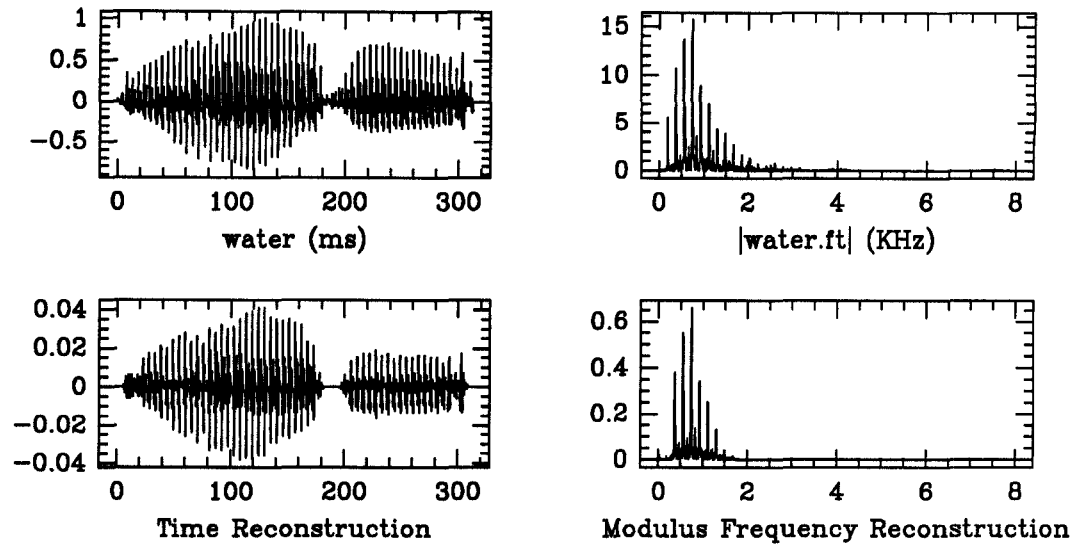 1
0.5
0
−0.5
0 100 200 300
water (ms)
15
10
5
0
0 2 4 6 8
|water.ft| (KHz)
0.04
0.02
0
−0.02
−0.04
0 100 200 300
Time Reconstruction
0.6
0.4
0.2
0
0 2 4 6 8
Modulus Frequency Reconstruction